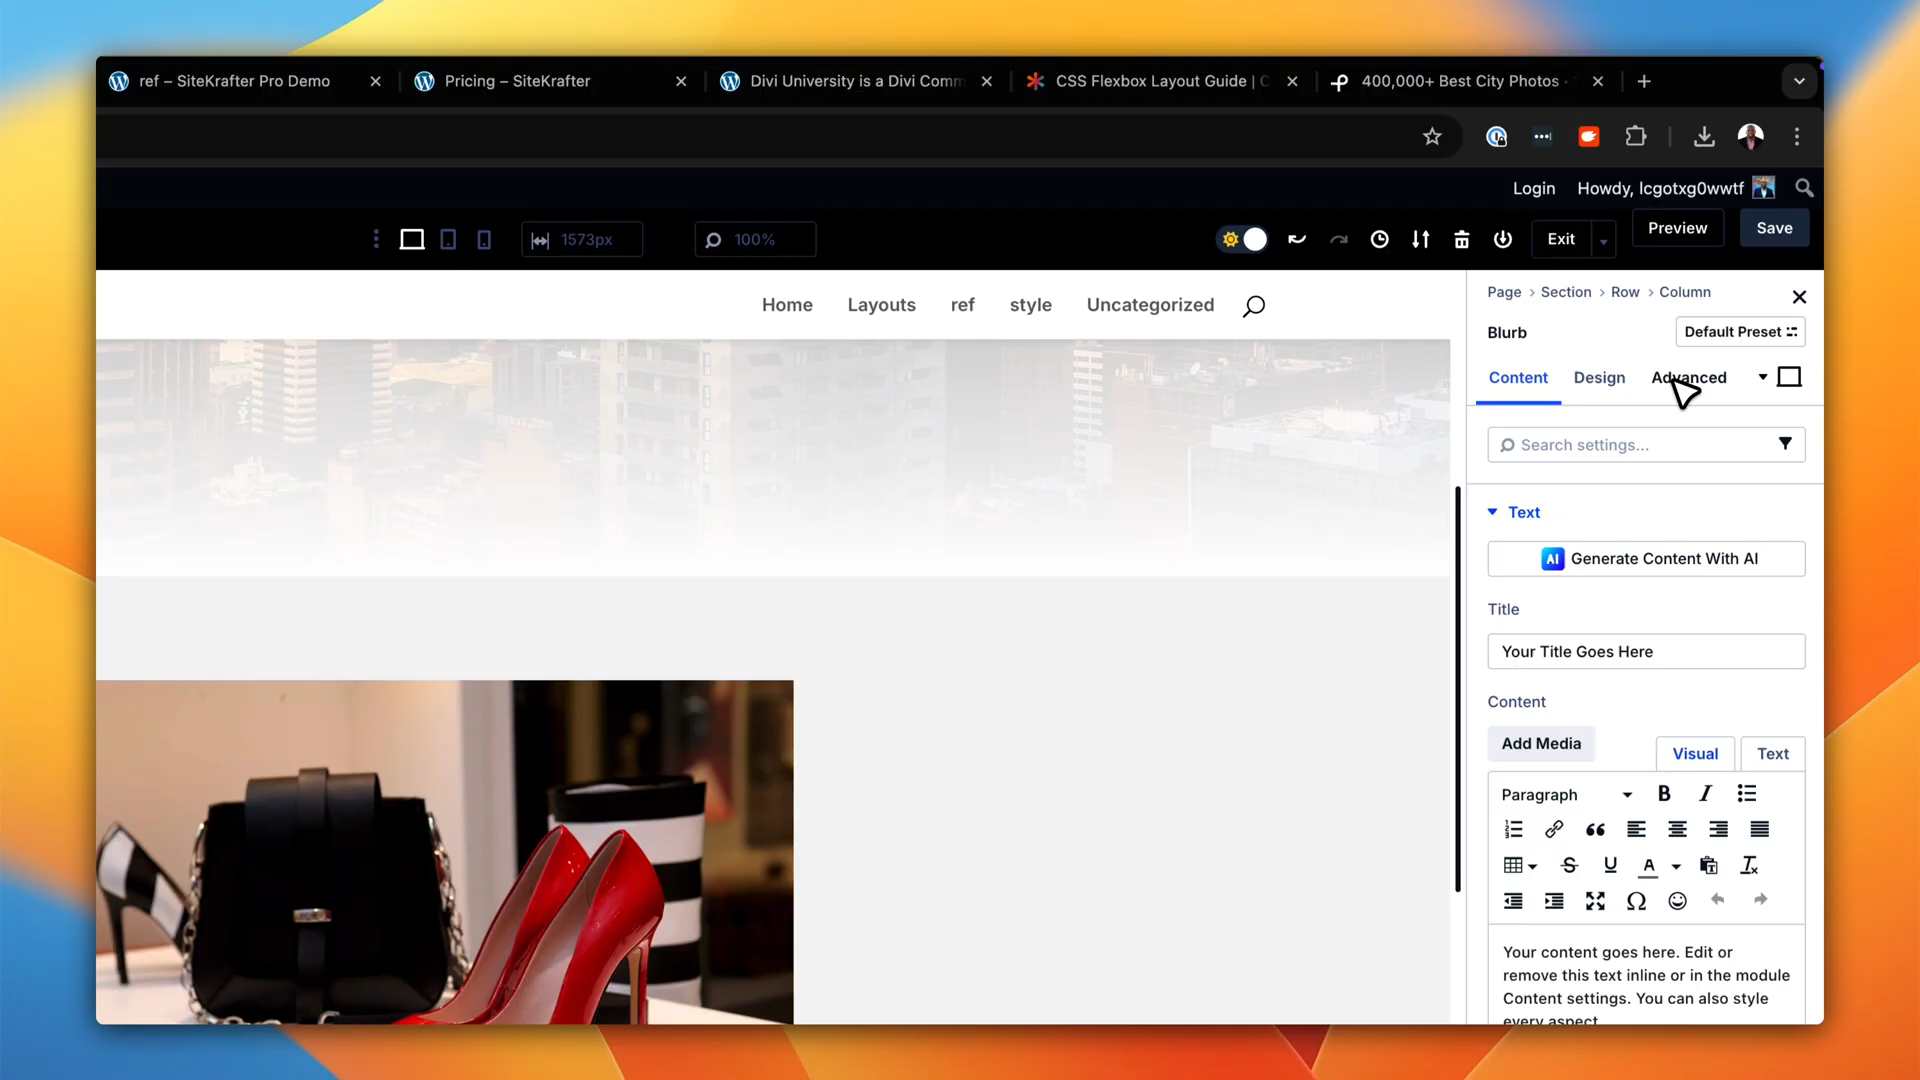 ref – SiteKrafter Pro Demo
Pricing – SiteKrafter
Divi University is a Divi Comm
CSS Flexbox Layout Guide | C
400,000+ Best City Photos ·
Login
Howdy, lcgotxg0wwtf
1573px
100%
Exit
Preview
Save
Home
Layouts
ref
style
Uncategorized
Page > Section > Row > Column
Blurb
Default Preset
Content
Design
Advanced
Search settings...
Text
AI Generate Content With AI
Title
Your Title Goes Here
Content
Add Media
Visual
Text
Paragraph
Your content goes here. Edit or
remove this text inline or in the module
Content settings. You can also style
every aspect